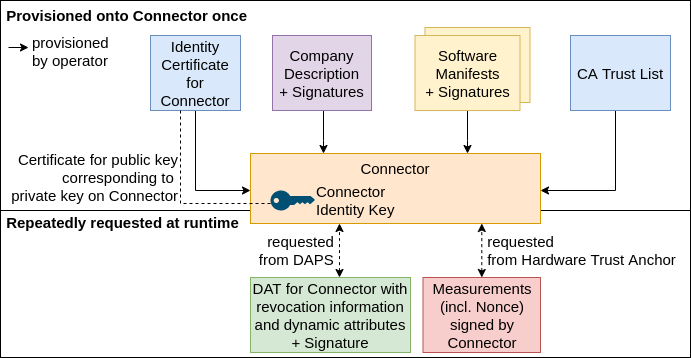 Provisioned onto Connector once
provisioned
by operator
Identity
Certificate
for
Connector
Company
Description
+ Signatures
Software
Manifests
+ Signatures
CA Trust List
Certificate for public key
corresponding to
private key on Connector
Connector
Connector
Identity Key
Repeatedly requested at runtime
requested
from DAPS
requested
from Hardware Trust Anchor
DAT for Connector with
revocation information
and dynamic attributes
+ Signature
Measurements
(incl. Nonce)
signed by
Connector